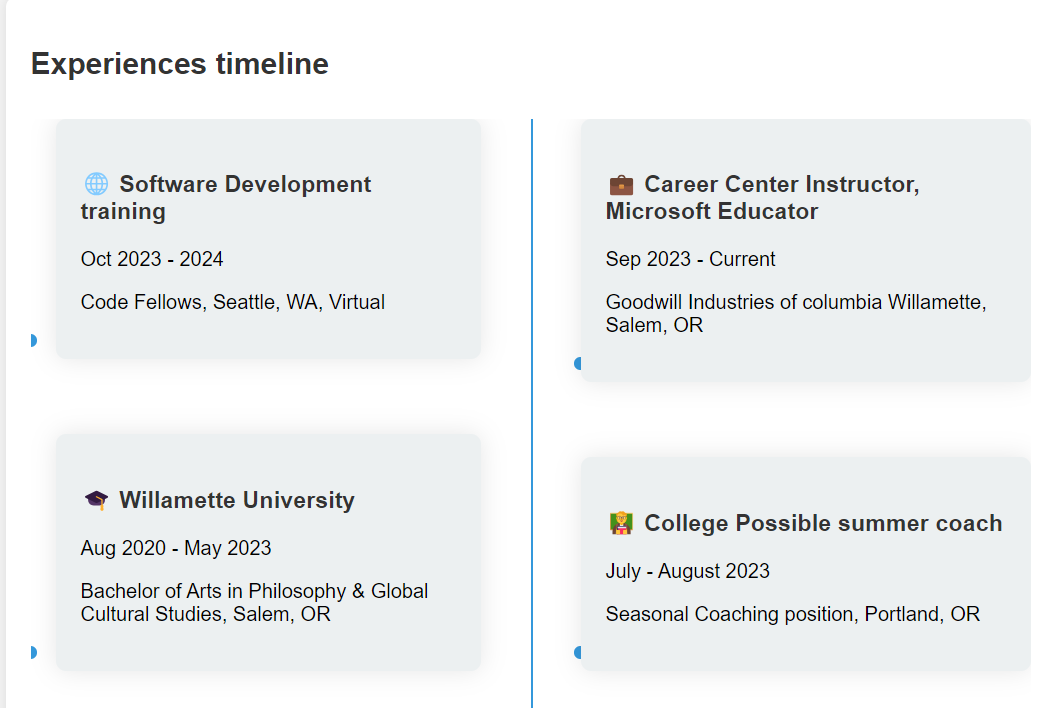 Experiences timeline
🌐 Software Development
training
Oct 2023 - 2024
Code Fellows, Seattle, WA, Virtual
💼 Career Center Instructor,
Microsoft Educator
Sep 2023 - Current
Goodwill Industries of columbia Willamette,
Salem, OR
🎓 Willamette University
Aug 2020 - May 2023
Bachelor of Arts in Philosophy & Global
Cultural Studies, Salem, OR
👩‍🏫 College Possible summer coach
July - August 2023
Seasonal Coaching position, Portland, OR